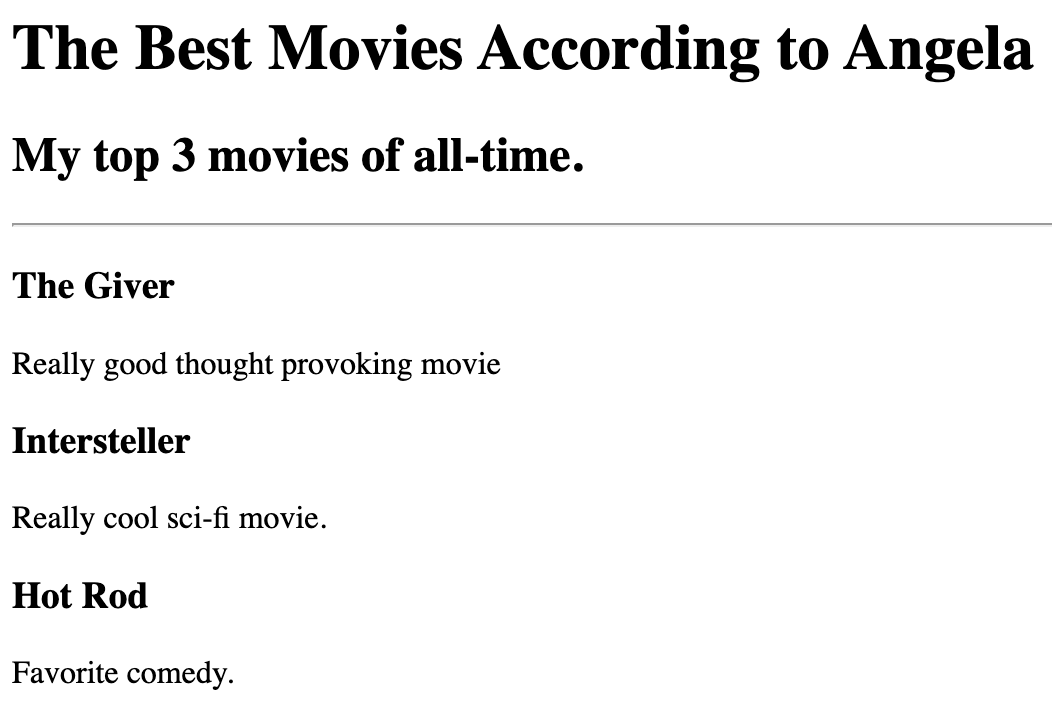 The Best Movies According to Angela
My top 3 movies of all-time.
The Giver
Really good thought provoking movie
Intersteller
Really cool sci-fi movie.
Hot Rod
Favorite comedy.